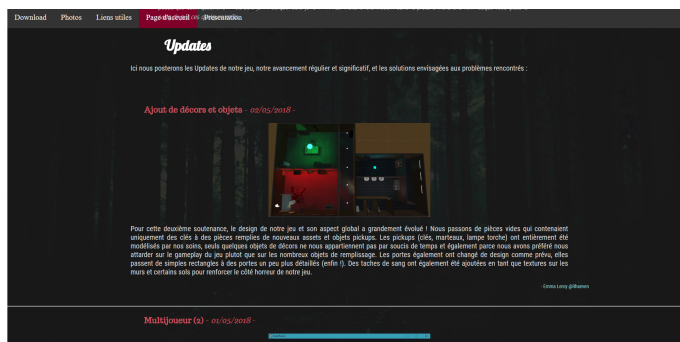 Download Photos Liens utiles Page d'accueil Présentation
Updates
Ici nous posterons les Updates de notre jeu, notre avancement régulier et significatif, et les solutions envisagées aux problèmes rencontrés :
Ajout de décors et objets - 02/05/2018 -
Pour cette deuxième soutenance, le design de notre jeu et son aspect global a grandement évolué ! Nous passons de pièces vides qui contenaient
uniquement des clés à des pièces remplies de nouveaux assets et objets pickups. Les pickups (clés, marteaux, lampe torche) ont entièrement été
modélisés par nos soins, seuls quelques objets de décors ne nous appartiennent pas par soucis de temps et également parce nous avons préféré nous
attarder sur le gameplay du jeu plutot que sur les nombreux objets de remplissage. Les portes également ont changé de design comme prévu, elles
passent de simples rectangles à des portes un peu plus détaillés (enfin !). Des taches de sang ont également été ajoutées en tant que textures sur les
murs et certains sols pour renforcer le côté horreur de notre jeu.
- Emma Leroy
Multijoueur (2) - 01/05/2018 -